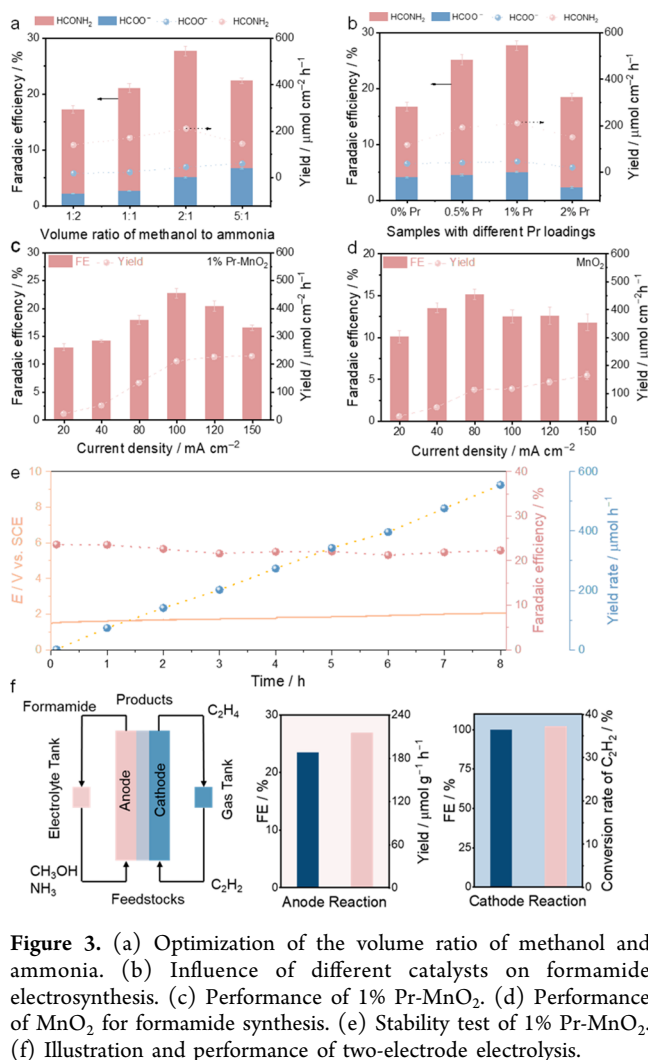 a
HCONH₂ HCOO⁻ HCOO⁻ HCONH₂
Faradaic efficiency / %
30
20
10
0
600
400
200
0
Yield / μmol cm⁻² h⁻¹
1:2 1:1 2:1 5:1
Volume ratio of methanol to ammonia
b
HCONH₂ HCOO⁻ HCOO⁻ HCONH₂
Faradaic efficiency / %
30
20
10
0
600
400
200
0
Yield / μmol cm⁻² h⁻¹
0% Pr 0.5% Pr 1% Pr 2% Pr
Samples with different Pr loadings
c
FE Yield 1% Pr-MnO₂
Faradaic efficiency / %
30
25
20
15
10
5
0
600
500
400
300
200
100
0
Yield / μmol cm⁻² h⁻¹
20 40 80 100 120 150
Current density / mA cm⁻²
d
FE Yield MnO₂
Faradaic efficency / %
20
15
10
5
0
600
500
400
300
200
100
0
Yield / μmol cm⁻²h⁻¹
20 40 80 100 120 150
Current density / mA cm⁻²
e
E / V vs. SCE
10
8
6
4
2
0
40
30
20
10
0
Faradaic efficiency / %
600
400
200
0
Yield rate / μmol h⁻¹
0 1 2 3 4 5 6 7 8
Time / h
f
Formamide Products C₂H₄
Electrolyte Tank
Anode
Cathode
Gas Tank
CH₃OH
NH₃
Feedstocks C₂H₂
FE / %
30
20
10
0
240
180
120
60
0
Yield / μmol g⁻¹ h⁻¹
Anode Reaction
FE / %
100
75
50
25
0
40
30
20
10
0
Conversion rate of C₂H₂ / %
Cathode Reaction
Figure 3. (a) Optimization of the volume ratio of methanol and
ammonia. (b) Influence of different catalysts on formamide
electrosynthesis. (c) Performance of 1% Pr-MnO₂. (d) Performance
of MnO₂ for formamide synthesis. (e) Stability test of 1% Pr-MnO₂.
(f) Illustration and performance of two-electrode electrolysis.